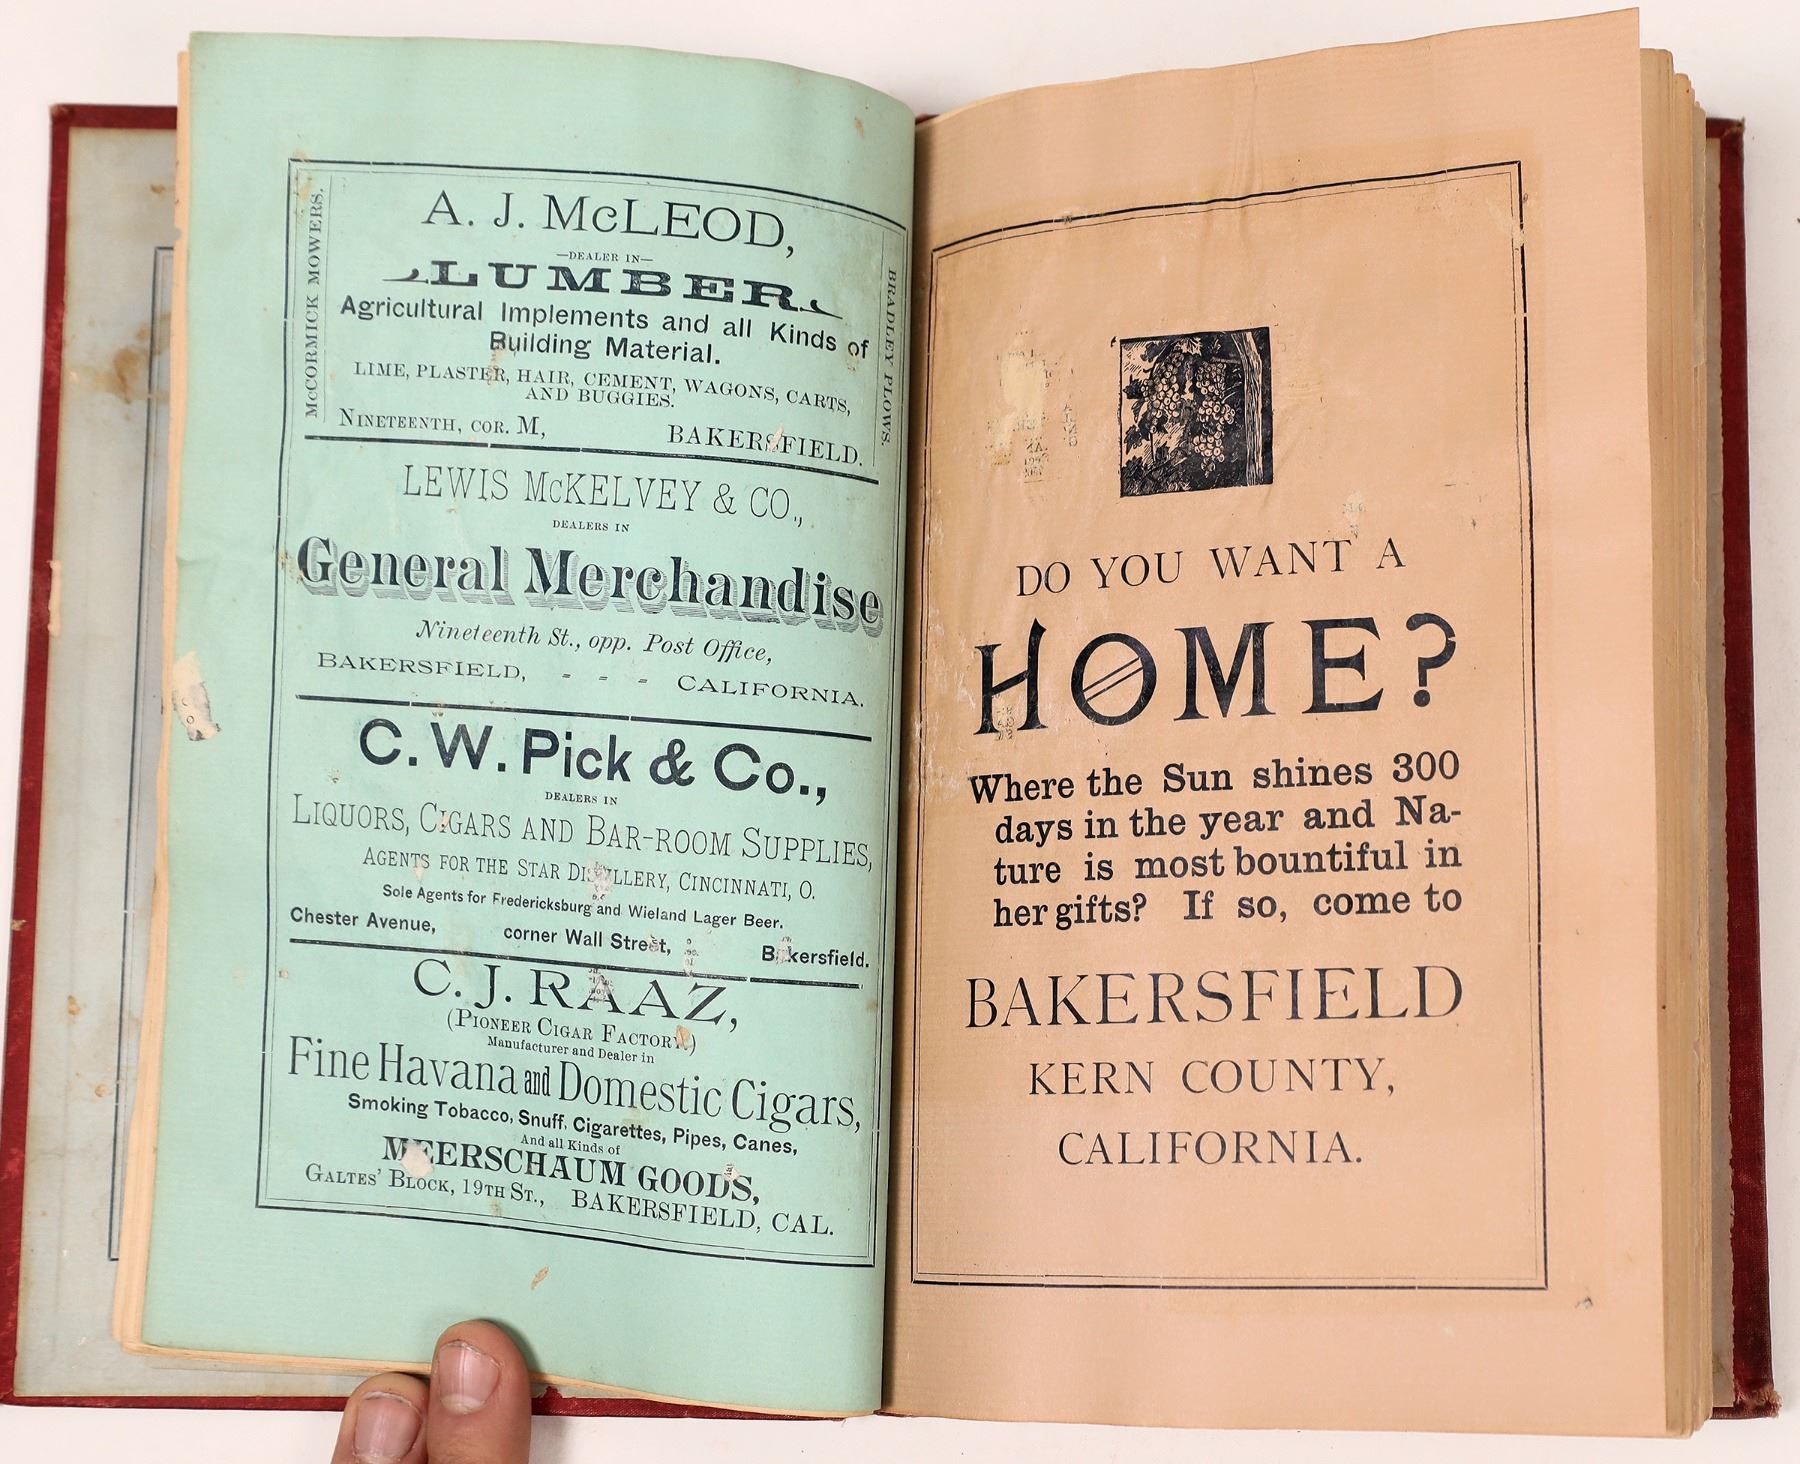 McCORMICK MOWERS.
A. J. McLEOD,
—DEALER IN—
LUMBER
Agricultural Implements and all Kinds of
Building Material.
LIME, PLASTER, HAIR, CEMENT, WAGONS, CARTS,
AND BUGGIES.
NINETEENTH, COR. M, BAKERSFIELD.
BRADLEY PLOWS.
LEWIS McKELVEY & CO.,
DEALERS IN
General Merchandise
Nineteenth St., opp. Post Office,
BAKERSFIELD, - - - CALIFORNIA.
C. W. Pick & Co.,
DEALERS IN
LIQUORS, CIGARS AND BAR-ROOM SUPPLIES,
AGENTS FOR THE STAR DISTILLERY, CINCINNATI, O.
Sole Agents for Fredericksburg and Wieland Lager Beer.
Chester Avenue, corner Wall Street, Bakersfield.
C. J. RAAZ,
(PIONEER CIGAR FACTORY.)
Manufacturer and Dealer in
Fine Havana and Domestic Cigars,
Smoking Tobacco, Snuff, Cigarettes, Pipes, Canes,
And all Kinds of
MEERSCHAUM GOODS,
GALTES' BLOCK, 19TH ST., BAKERSFIELD, CAL.
DO YOU WANT A
HOME?
Where the Sun shines 300
days in the year and Na-
ture is most bountiful in
her gifts? If so, come to
BAKERSFIELD
KERN COUNTY,
CALIFORNIA.